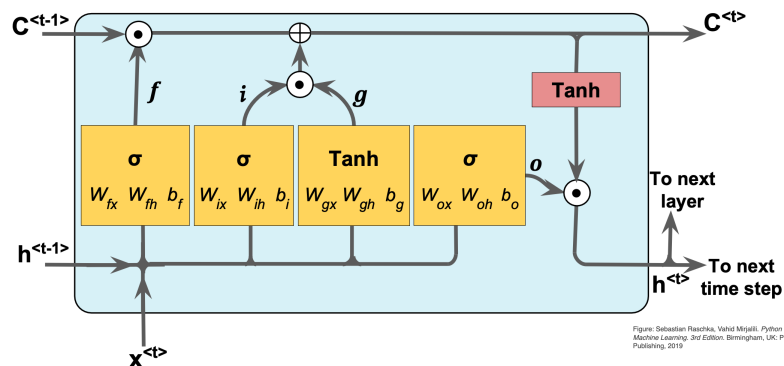 C<t-1>
C<t>
f
i
g
Tanh
σ
W_fx W_fh b_f
σ
W_ix W_ih b_i
Tanh
W_gx W_gh b_g
σ
W_ox W_oh b_o
o
To next
layer
h<t-1>
h<t>
To next
time step
x<t>
Figure: Sebastian Raschka, Vahid Mirjalili. Python
Machine Learning. 3rd Edition. Birmingham, UK: P
Publishing, 2019